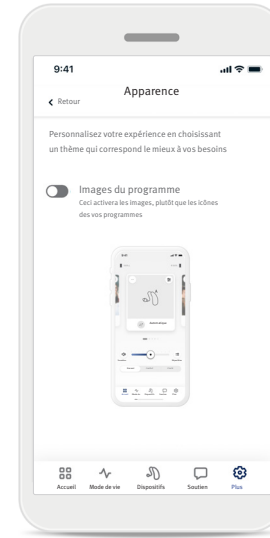 9:41
Apparence
Retour
Personnalisez votre expérience en choisissant
un thème qui correspond le mieux à vos besoins
Images du programme
Ceci activera les images, plutôt que les icônes
des vos programmes
9:41
Accueil Mode de vie Dispositifs Soutien Plus